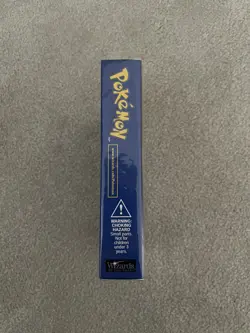 POKéMON
WARNING:
CHOKING
HAZARD
Small parts.
Not for
children
under 3
years.
Wizards